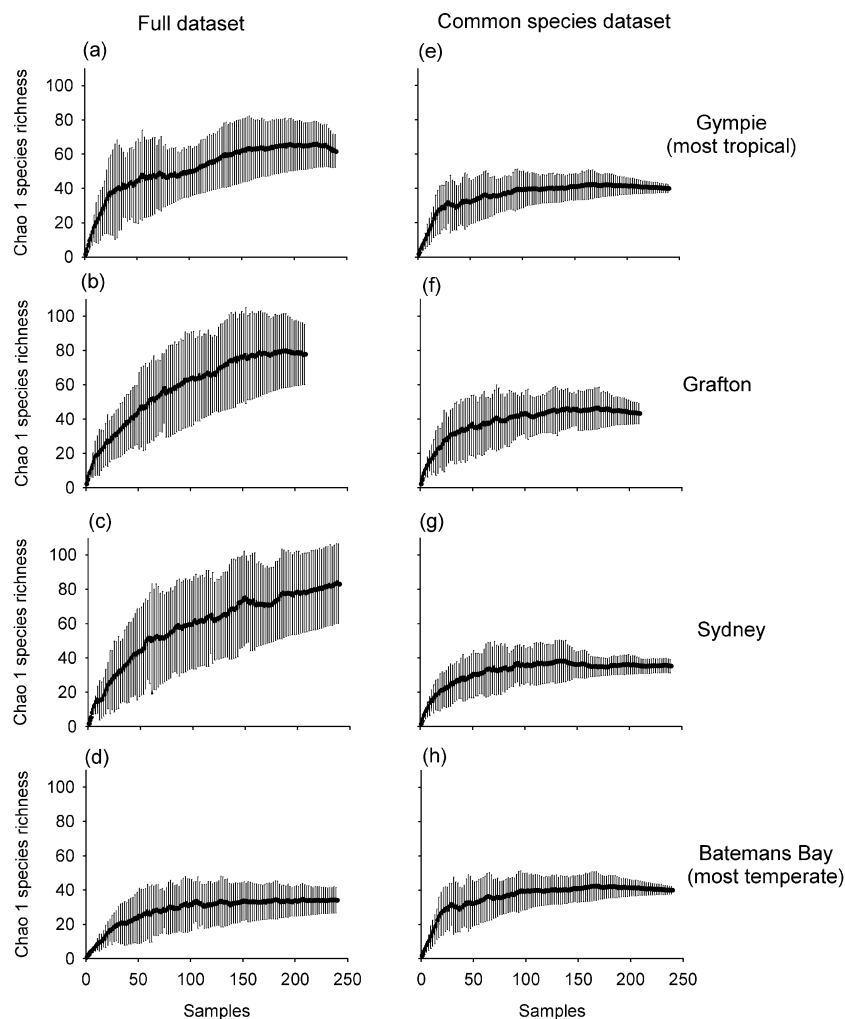 Full dataset
Common species dataset
(a)
(e)
100
80
60
40
20
0
Chao 1 species richness
Gympie
(most tropical)
(b)
(f)
100
80
60
40
20
0
Chao 1 species richness
Grafton
(c)
(g)
100
80
60
40
20
0
Chao 1 species richness
Sydney
(d)
(h)
100
80
60
40
20
0
Chao 1 species richness
Batemans Bay
(most temperate)
0 50 100 150 200 250
0 50 100 150 200 250
Samples
Samples